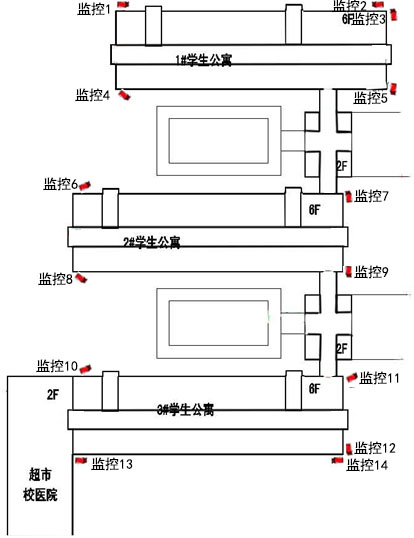 监控1
监控2
6F
监控3
1#学生公寓
监控4
监控5
2F
监控6
监控7
6F
2#学生公寓
监控8
监控9
2F
监控10
监控11
6F
2F
3#学生公寓
监控12
监控13
监控14
超市
校医院